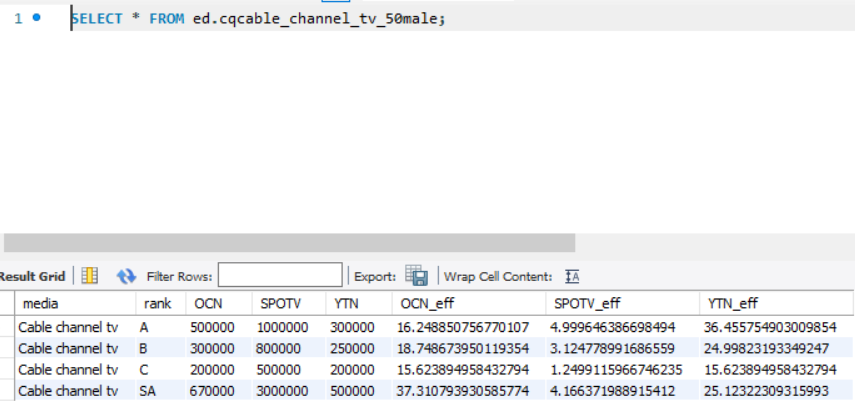 1 SELECT * FROM ed.cqcable_channel_tv_50male;
Result Grid Filter Rows: Export: Wrap Cell Content: IA
media rank OCN SPOTV YTN OCN_eff SPOTV_eff YTN_eff
Cable channel tv A 500000 1000000 300000 16.248850756770107 4.999646386698494 36.455754903009854
Cable channel tv B 300000 800000 250000 18.748673950119354 3.124778991686559 24.99823193349247
Cable channel tv C 200000 500000 200000 15.623894958432794 1.2499115966746235 15.623894958432794
Cable channel tv SA 670000 3000000 500000 37.310793930585774 4.166371988915412 25.12322309315993